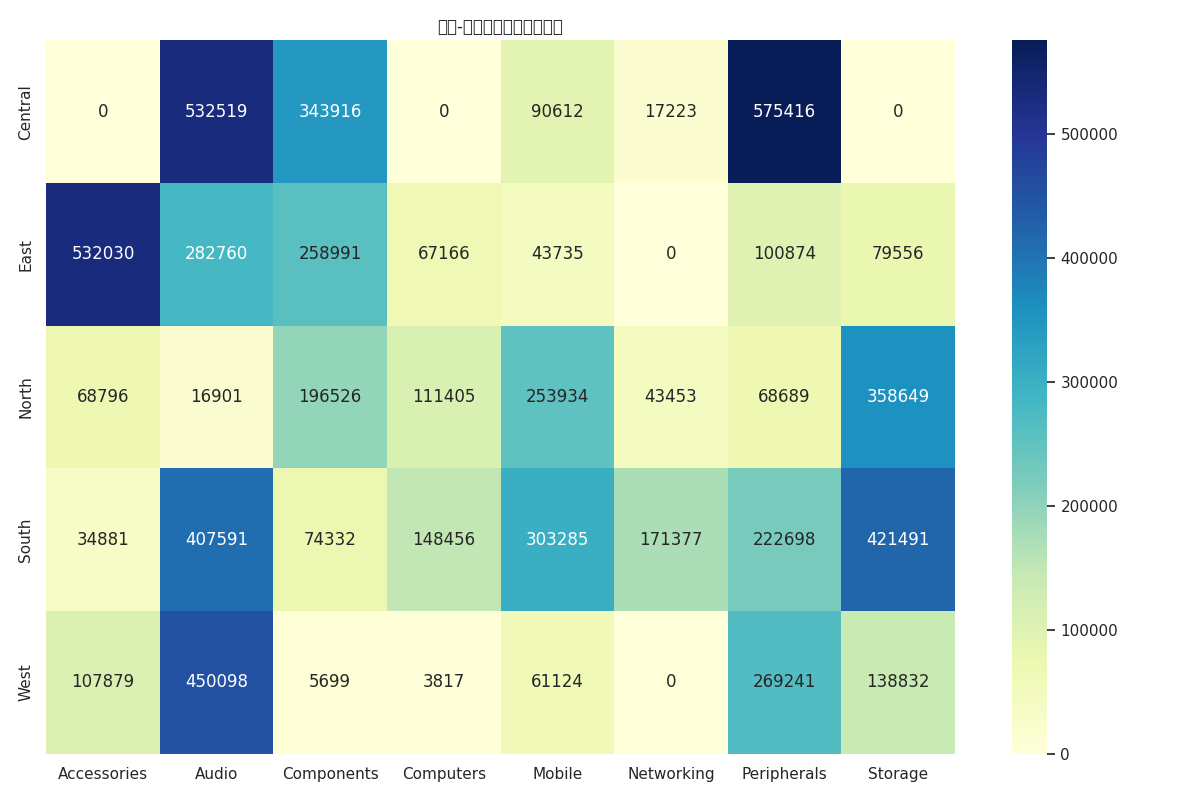 Central 0 532519 343916 0 90612 17223 575416 0
East 532030 282760 258991 67166 43735 0 100874 79556
North 68796 16901 196526 111405 253934 43453 68689 358649
South 34881 407591 74332 148456 303285 171377 222698 421491
West 107879 450098 5699 3817 61124 0 269241 138832
Accessories Audio Components Computers Mobile Networking Peripherals Storage
500000
400000
300000
200000
100000
0